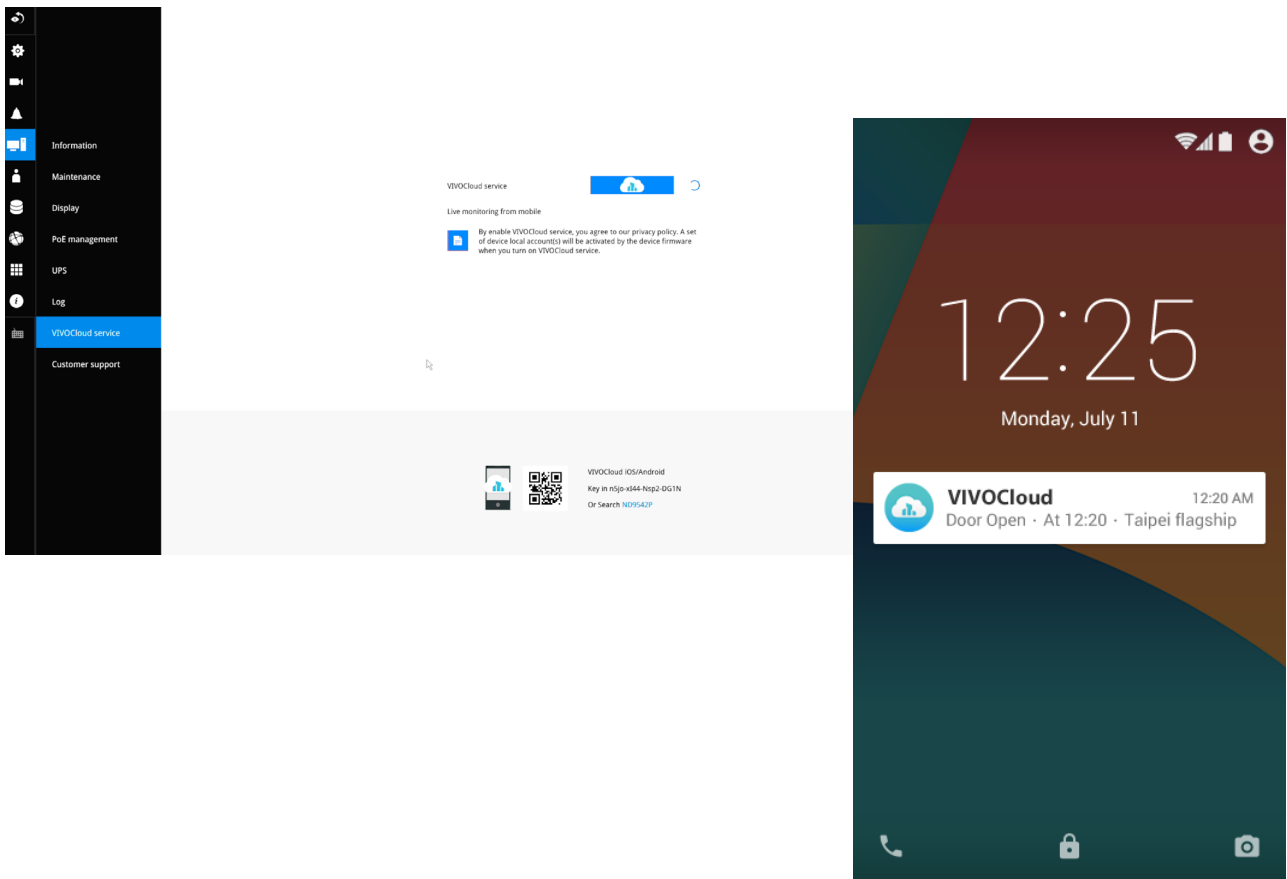 Information
Maintenance
Display
PoE management
UPS
Log
VIVOCloud service
Customer support
VIVOCloud service
Live monitoring from mobile
By enable VIVOCloud service, you agree to our privacy policy. A set
of device local account(s) will be activated by the device firmware
when you turn on VIVOCloud service.
VIVOCloud iOS/Android
Key in n5jo-xl44-Nsp2-DG1N
Or Search ND9542P
12:25
Monday, July 11
VIVOCloud 12:20 AM
Door Open · At 12:20 · Taipei flagship